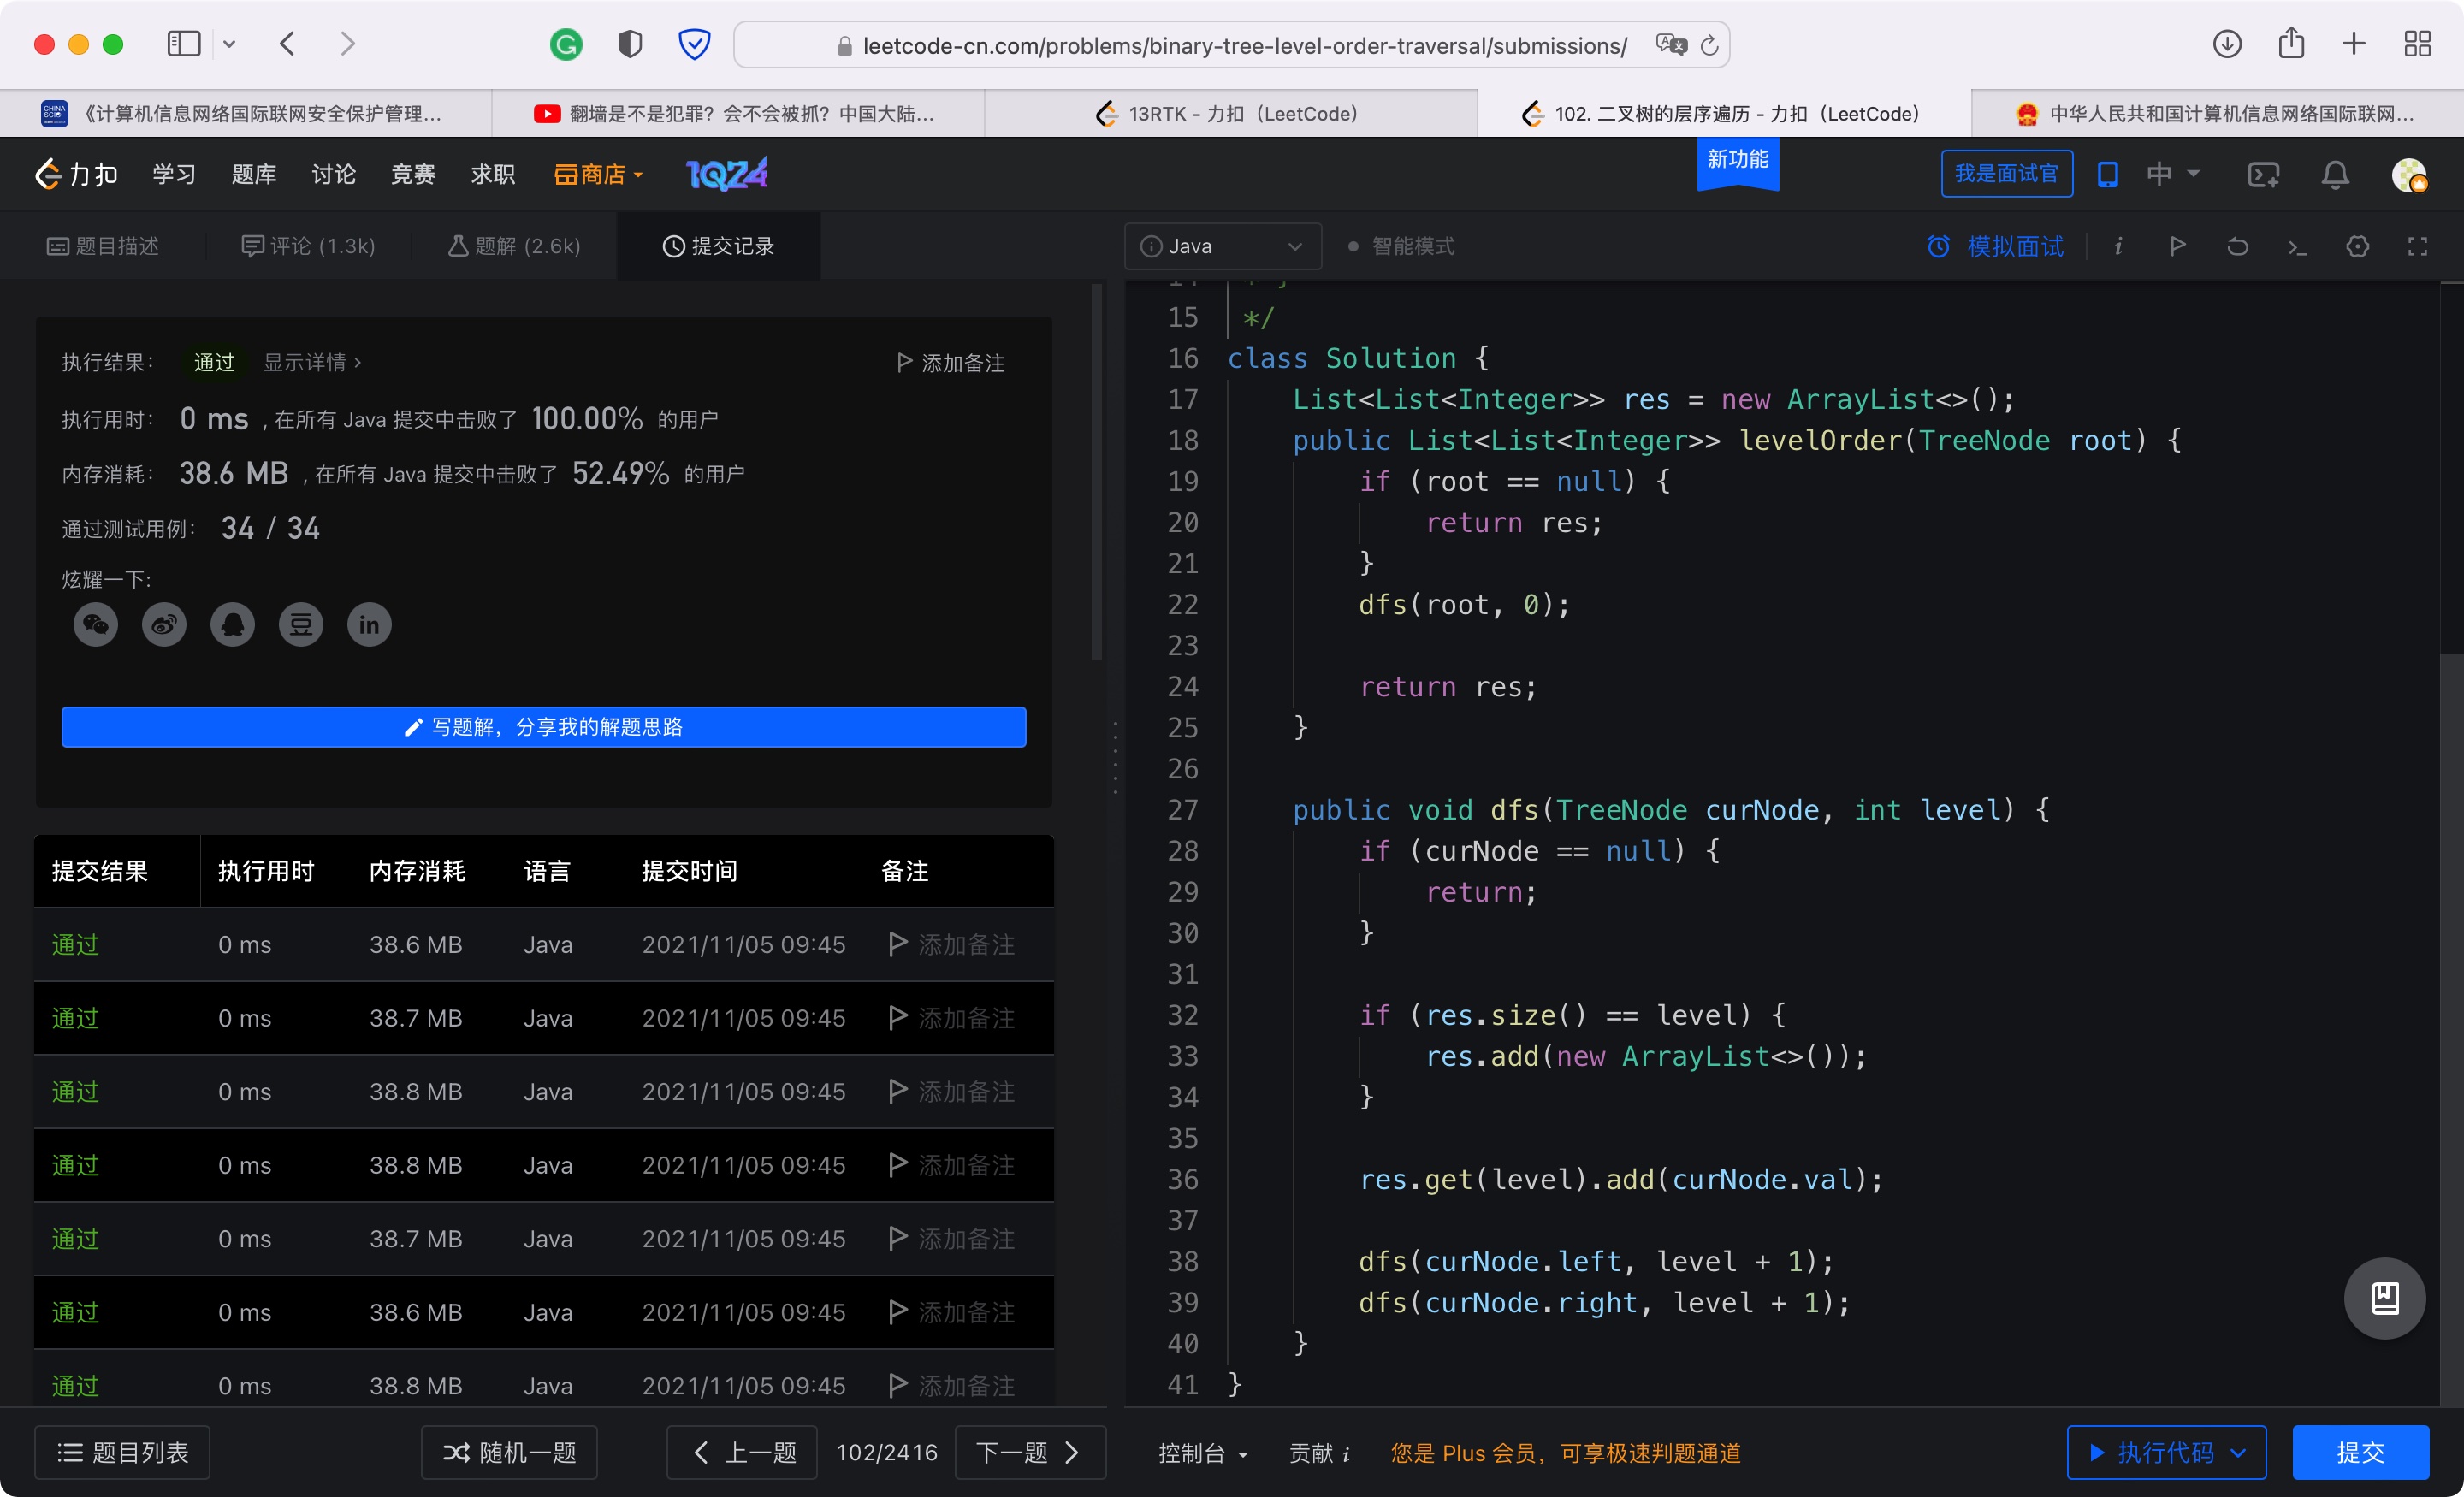 leetcode-cn.com/problems/binary-tree-level-order-traversal/submissions/
《计算机信息网络国际联网安全保护管理...
翻墙是不是犯罪？会不会被抓？中国大陆...
13RTK - 力扣（LeetCode）
102. 二叉树的层序遍历 - 力扣（LeetCode）
中华人民共和国计算机信息网络国际联网...
力扣 学习 题库 讨论 竞赛 求职 商店 1024 新功能 我是面试官 中
题目描述 评论 (1.3k) 题解 (2.6k) 提交记录
Java 智能模式 模拟面试
执行结果： 通过 显示详情 › 添加备注
执行用时： 0 ms , 在所有 Java 提交中击败了 100.00% 的用户
内存消耗： 38.6 MB , 在所有 Java 提交中击败了 52.49% 的用户
通过测试用例： 34 / 34
炫耀一下:
写题解，分享我的解题思路
提交结果 执行用时 内存消耗 语言 提交时间 备注
通过 0 ms 38.6 MB Java 2021/11/05 09:45 添加备注
通过 0 ms 38.7 MB Java 2021/11/05 09:45 添加备注
通过 0 ms 38.8 MB Java 2021/11/05 09:45 添加备注
通过 0 ms 38.8 MB Java 2021/11/05 09:45 添加备注
通过 0 ms 38.7 MB Java 2021/11/05 09:45 添加备注
通过 0 ms 38.6 MB Java 2021/11/05 09:45 添加备注
通过 0 ms 38.8 MB Java 2021/11/05 09:45 添加备注
15 */
16 class Solution {
17 List<List<Integer>> res = new ArrayList<>();
18 public List<List<Integer>> levelOrder(TreeNode root) {
19 if (root == null) {
20 return res;
21 }
22 dfs(root, 0);
23
24 return res;
25 }
26
27 public void dfs(TreeNode curNode, int level) {
28 if (curNode == null) {
29 return;
30 }
31
32 if (res.size() == level) {
33 res.add(new ArrayList<>());
34 }
35
36 res.get(level).add(curNode.val);
37
38 dfs(curNode.left, level + 1);
39 dfs(curNode.right, level + 1);
40 }
41 }
题目列表 随机一题 上一题 102/2416 下一题
控制台 贡献 i 您是 Plus 会员，可享极速判题通道 执行代码 提交